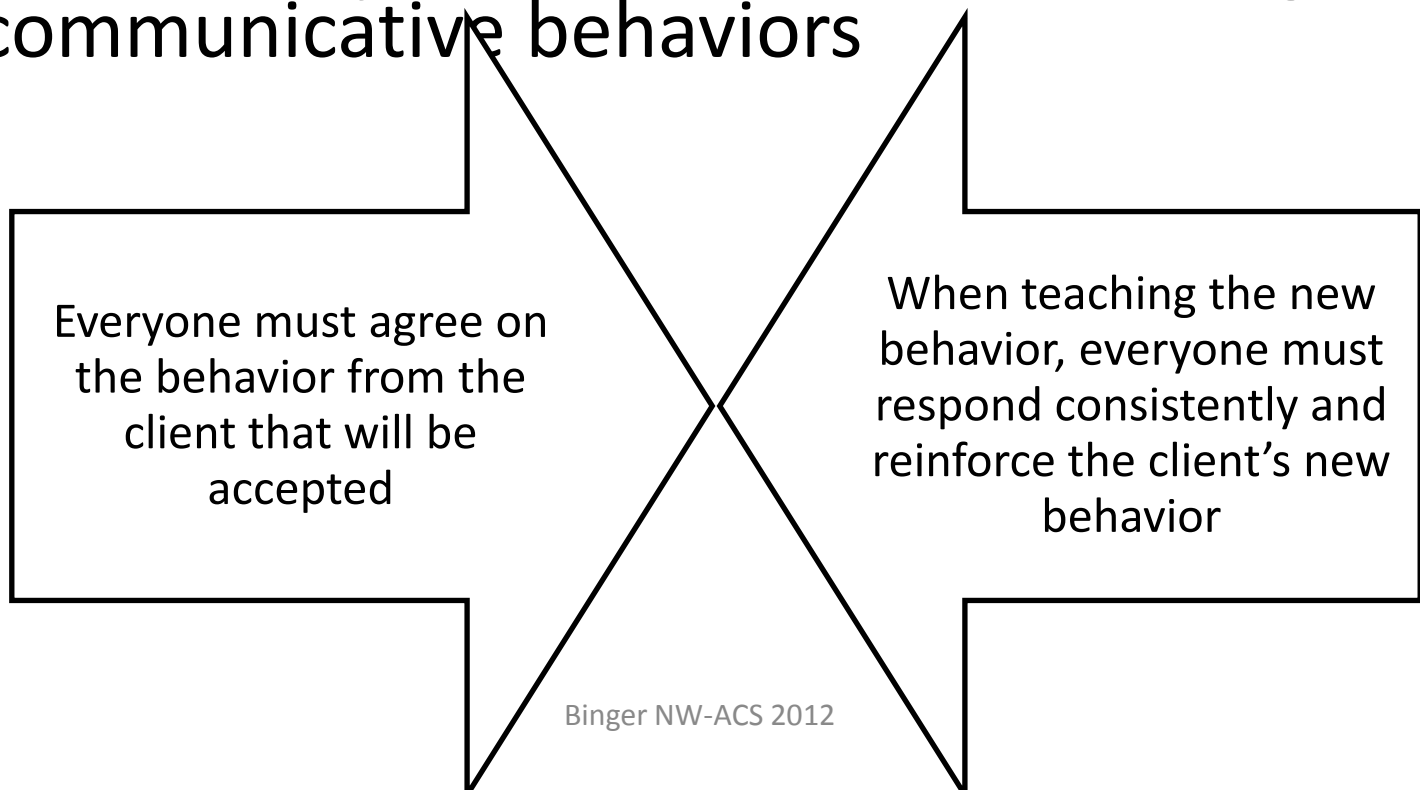 communicative behaviors
Everyone must agree on
the behavior from the
client that will be
accepted
When teaching the new
behavior, everyone must
respond consistently and
reinforce the client’s new
behavior
Binger NW-ACS 2012